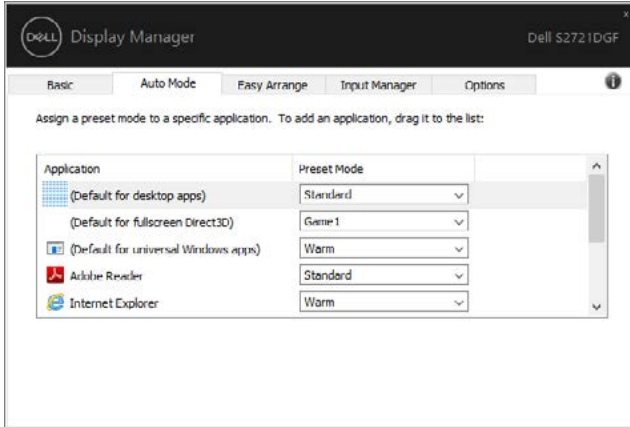 x
DELL Display Manager Dell S2721DGF
Basic Auto Mode Easy Arrange Input Manager Options
Assign a preset mode to a specific application. To add an application, drag it to the list:
Application Preset Mode
(Default for desktop apps) Standard
(Default for fullscreen Direct3D) Game1
(Default for universal Windows apps) Warm
Adobe Reader Standard
Internet Explorer Warm